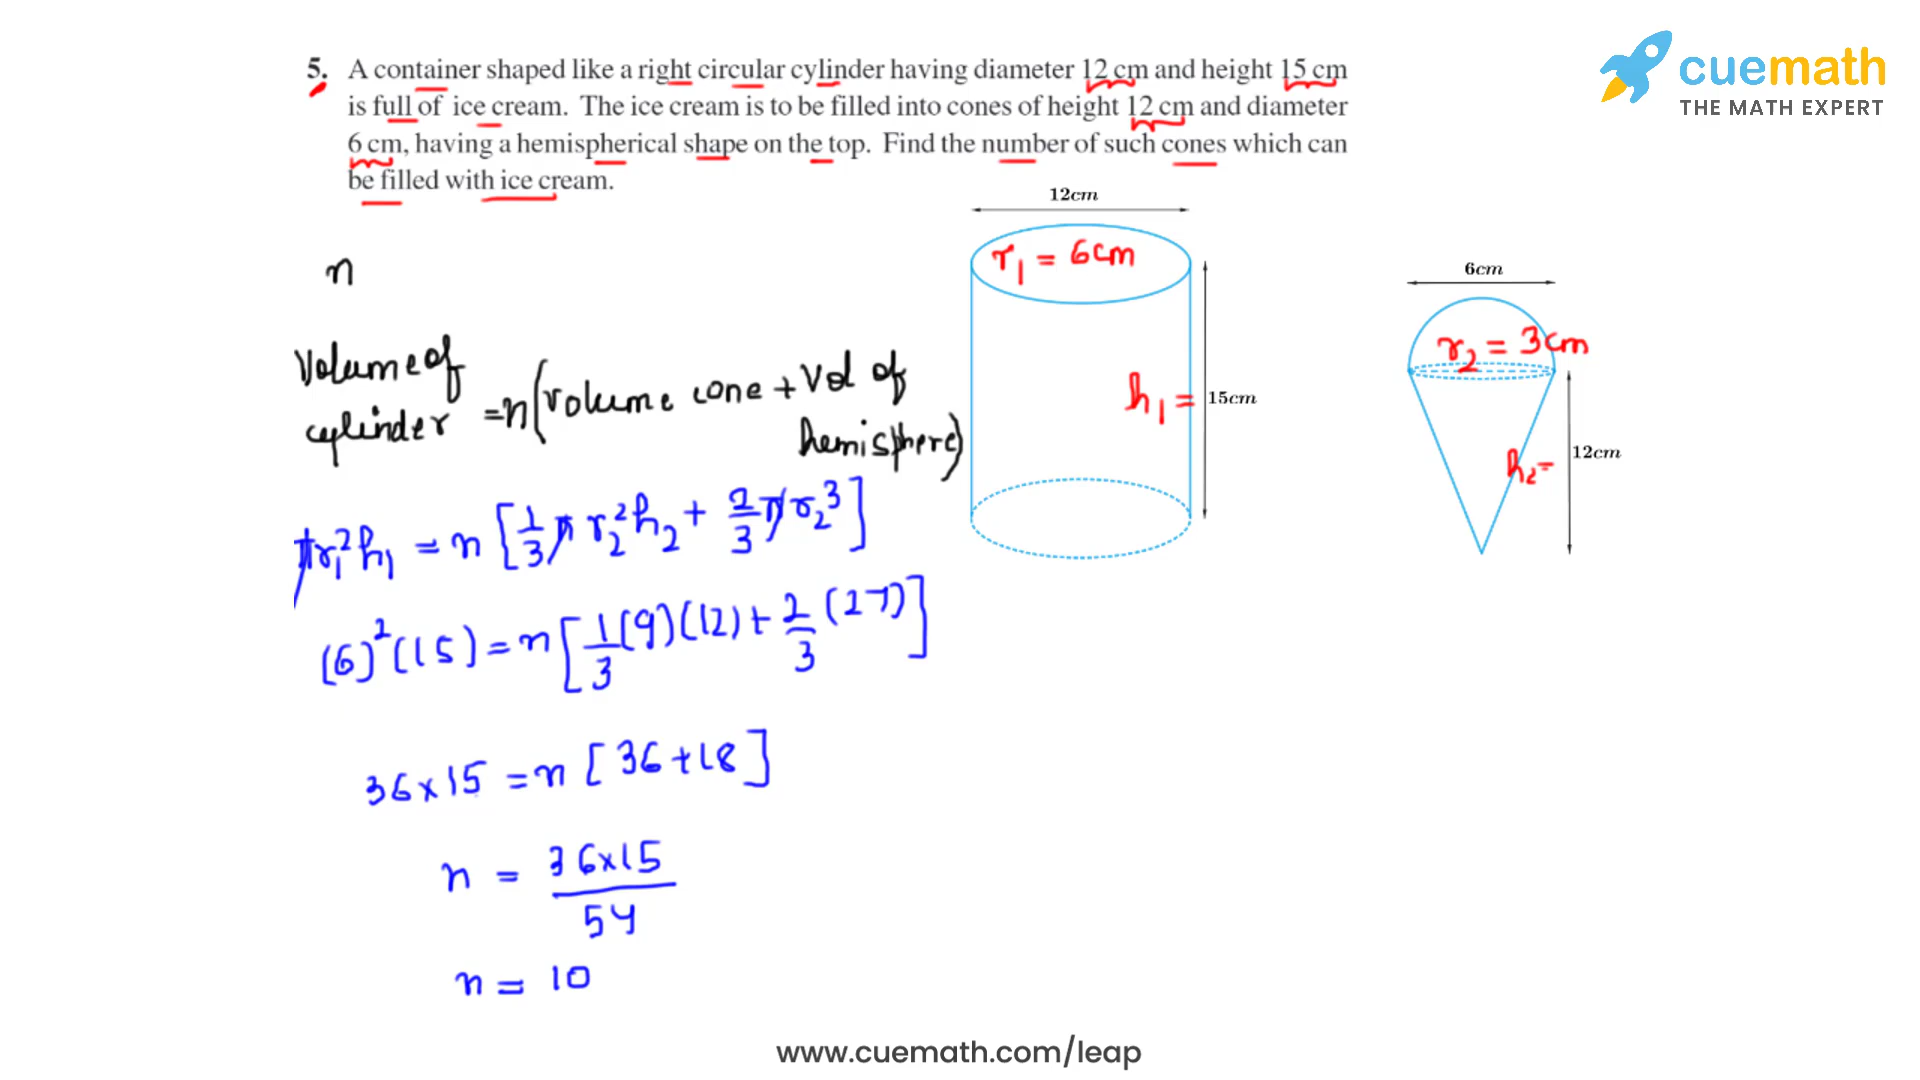 5. A container shaped like a right circular cylinder having diameter 12 cm and height 15 cm
is full of ice cream. The ice cream is to be filled into cones of height 12 cm and diameter
6 cm, having a hemispherical shape on the top. Find the number of such cones which can
be filled with ice cream.
cuemath
THE MATH EXPERT
12cm
r₁ = 6cm
h₁ = 15cm
6cm
r₂ = 3cm
h₂= 12cm
n
Volume of cylinder = n(volume cone + Vol of hemisphere)
πr₁²h₁ = n [1/3 π r₂²h₂ + 2/3 π r₂³]
(6)²(15) = n [1/3 (9)(12) + 2/3 (27)]
36×15 = n [36+18]
n = 36×15/54
n = 10
www.cuemath.com/leap